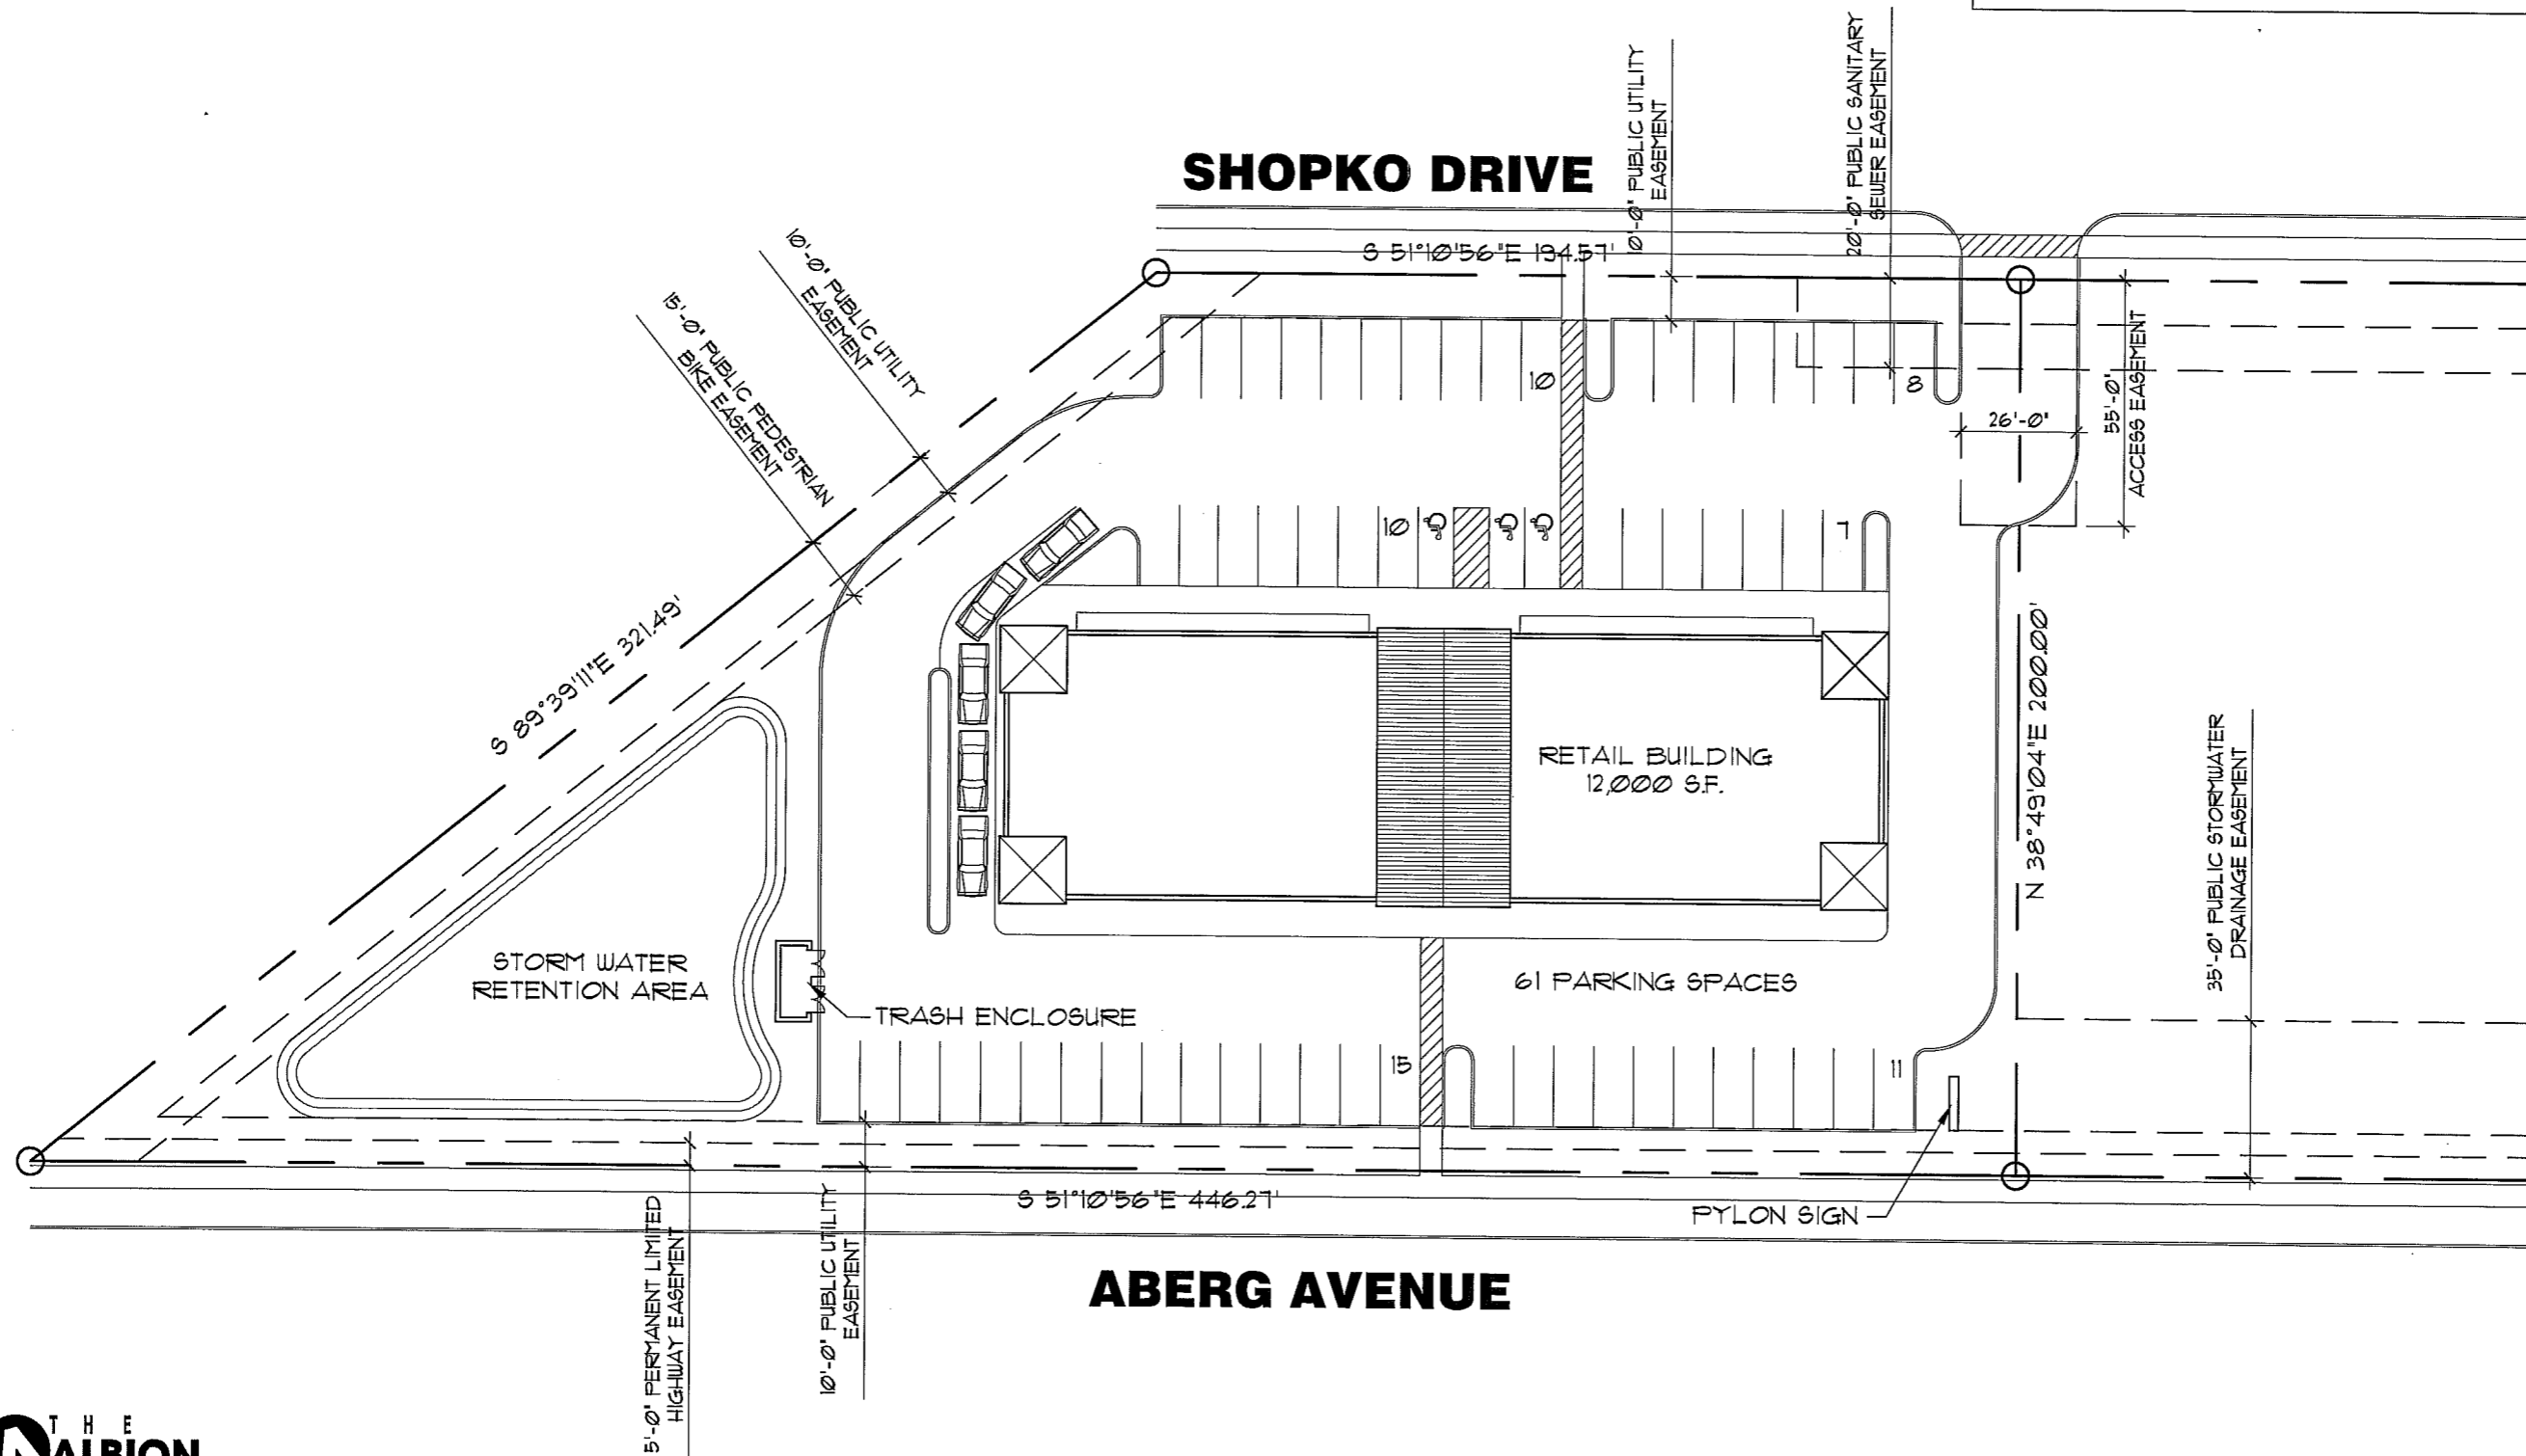 SHOPKO DRIVE
10'-0" PUBLIC UTILITY
EASEMENT
20'-0" PUBLIC SANITARY
SEWER EASEMENT
S 51°10'56"E 194.57'
10'-0" PUBLIC UTILITY
EASEMENT
15'-0" PUBLIC PEDESTRIAN
BIKE EASEMENT
10
8
26'-0"
55'-0"
ACCESS EASEMENT
10
7
S 89°39'11"E 321.49'
N 38°49'04"E 200.00'
RETAIL BUILDING
12,000 S.F.
35'-0" PUBLIC STORMWATER
DRAINAGE EASEMENT
STORM WATER
RETENTION AREA
TRASH ENCLOSURE
61 PARKING SPACES
15
11
S 51°10'56"E 446.27'
PYLON SIGN
5'-0" PERMANENT LIMITED
HIGHWAY EASEMENT
10'-0" PUBLIC UTILITY
EASEMENT
ABERG AVENUE
THE
ALBION